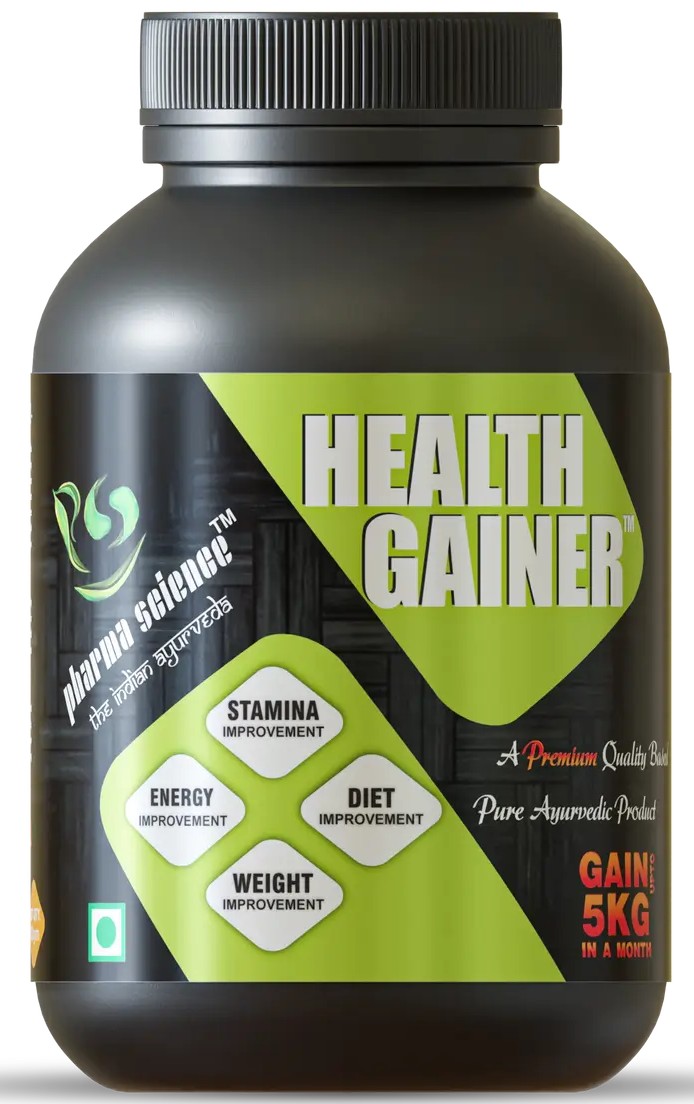 HEALTH
GAINER™
pharma science™
the indian ayurveda
STAMINA
IMPROVEMENT
ENERGY
IMPROVEMENT
DIET
IMPROVEMENT
WEIGHT
IMPROVEMENT
A Premium Quality
Pure Ayurvedic Product
GAIN UPTO
5KG
IN A MONTH